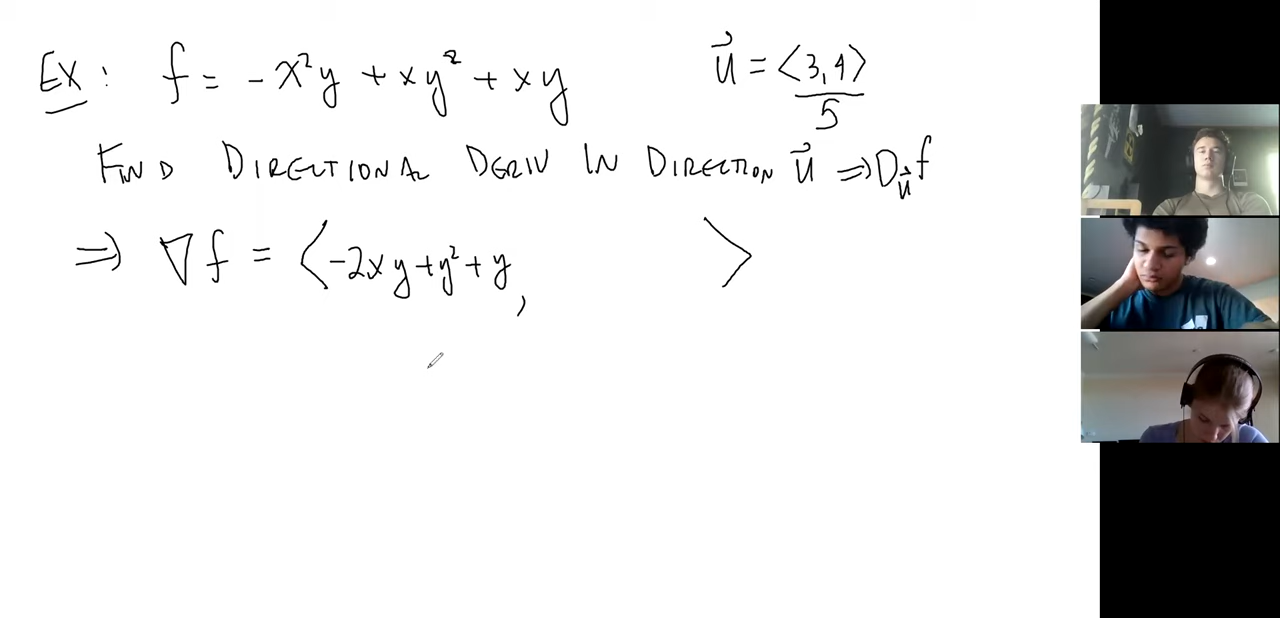 Ex: f = -x²y + xy² + xy    u⃗ = <3,4>/5
FIND DIRECTIONAL DERIV IN DIRECTION u⃗ ⇒ D_u⃗ f
⇒ ∇f = <-2xy+y²+y,    >